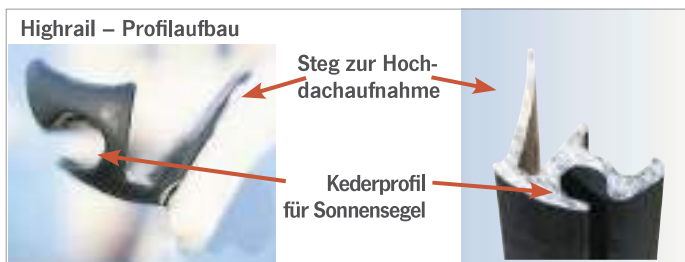 Highrail – Profilaufbau
Steg zur Hoch-
dachaufnahme
Kederprofil
für Sonnensegel